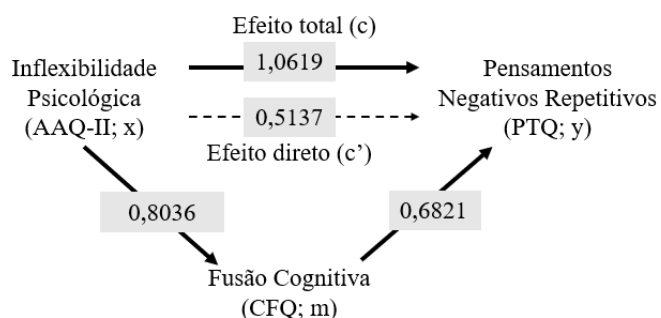 Efeito total (c)
1,0619
Inflexibilidade
Psicológica
(AAQ-II; x)
Pensamentos
Negativos Repetitivos
(PTQ; y)
0,5137
Efeito direto (c’)
0,8036
0,6821
Fusão Cognitiva
(CFQ; m)